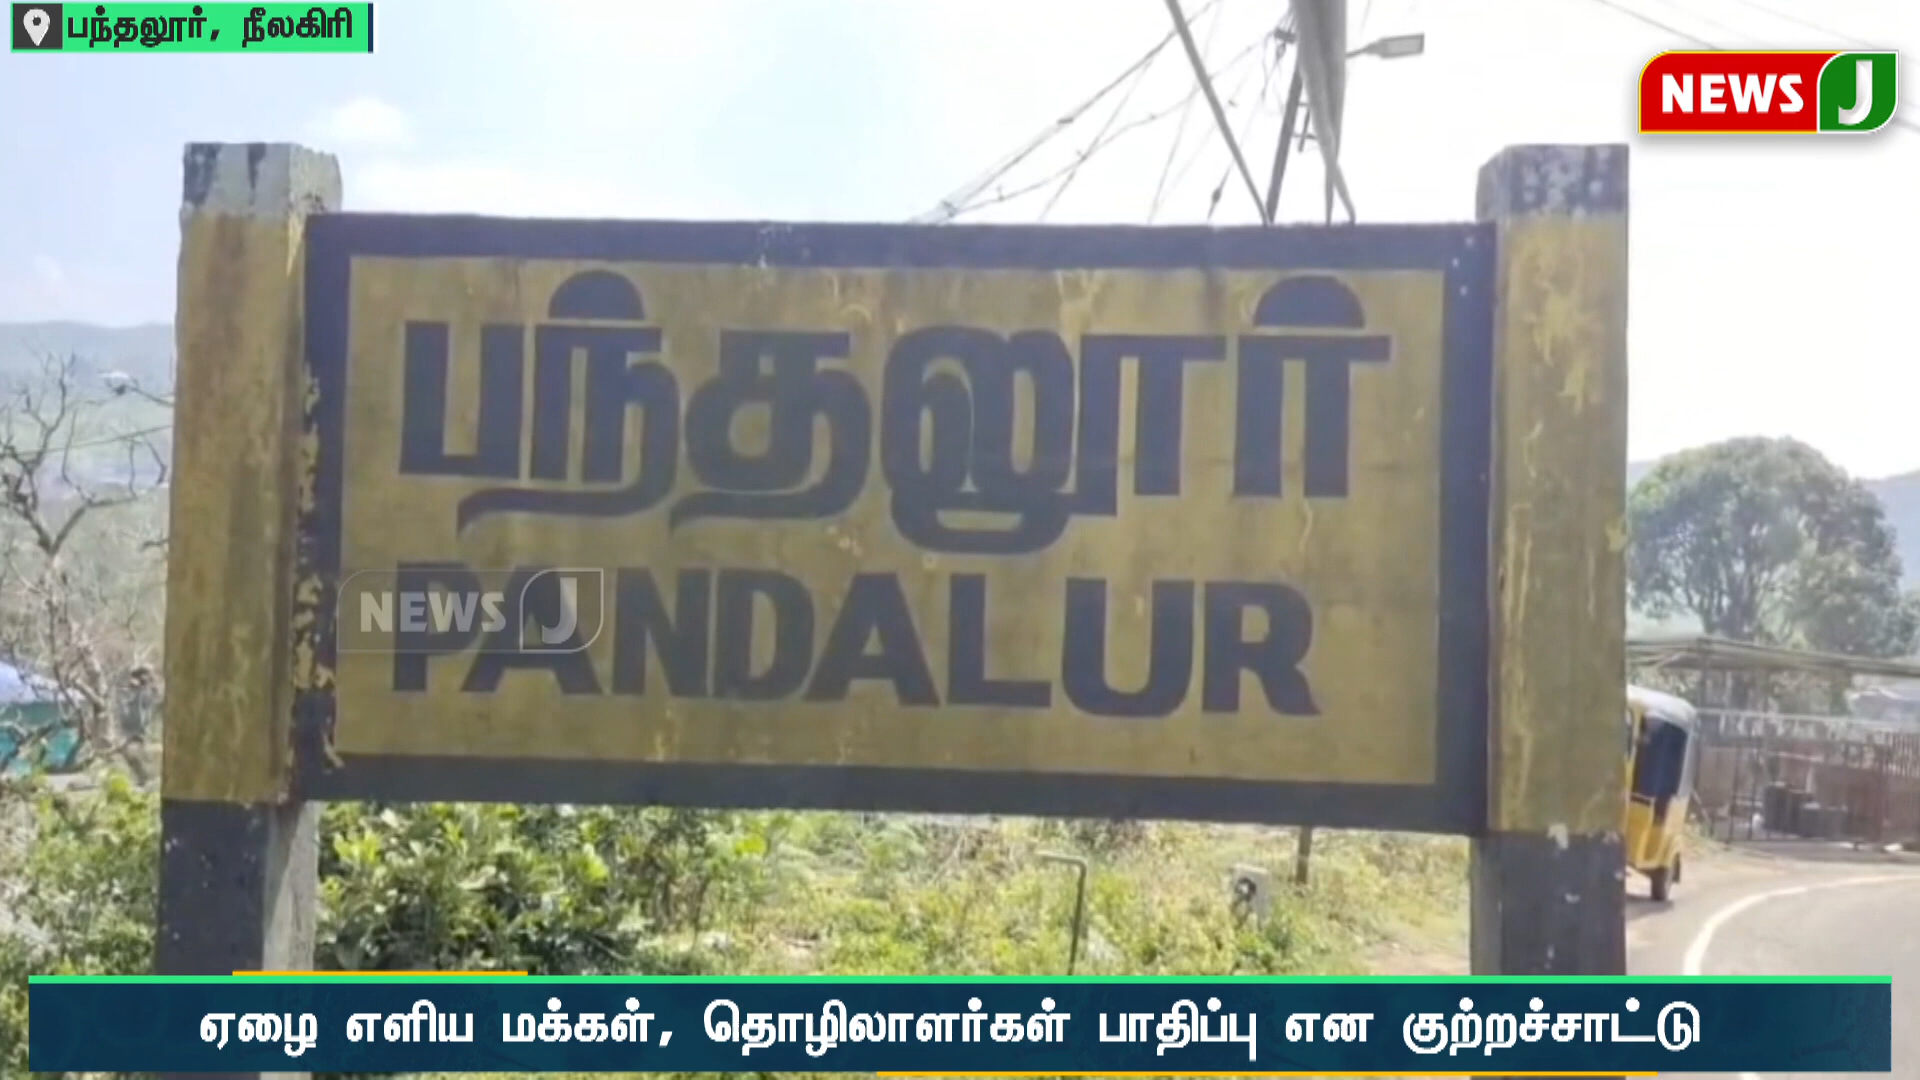 பந்தலூர், நீலகிரி
NEWS J
பந்தலூர்
PANDALUR
NEWS J
ஏழை எளிய மக்கள், தொழிலாளர்கள் பாதிப்பு என குற்றச்சாட்டு